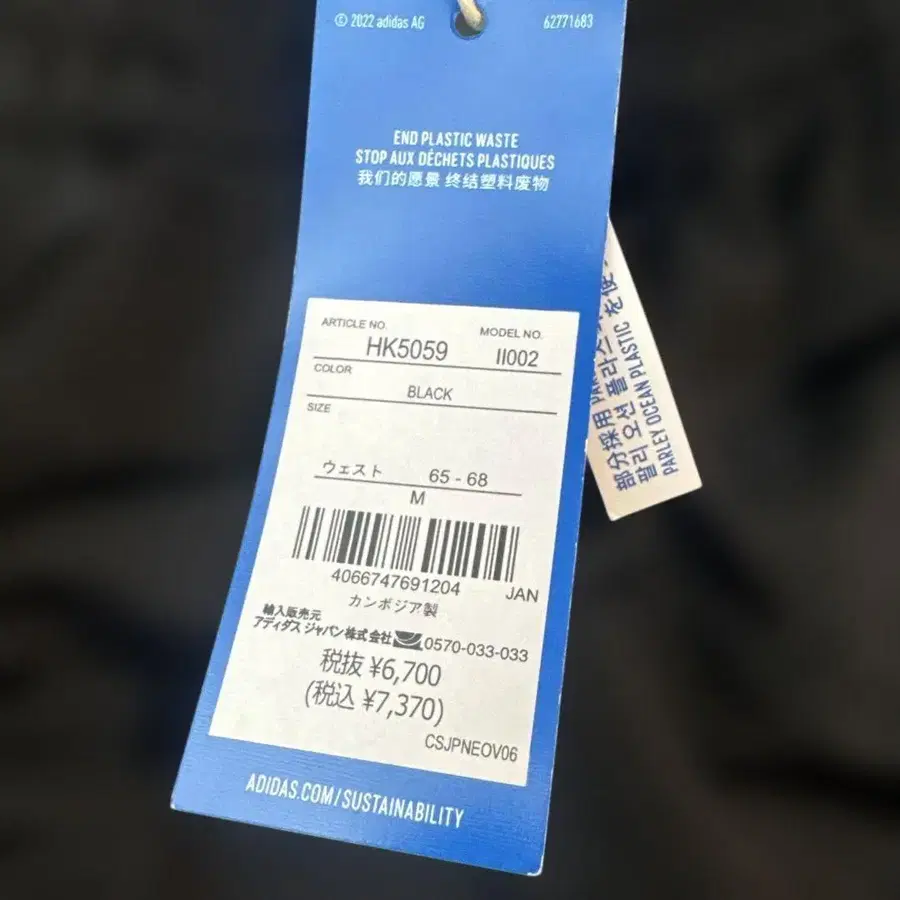 © 2022 adidas AG
62771683
END PLASTIC WASTE
STOP AUX DÉCHETS PLASTIQUES
我们的愿景 终结塑料废物
ARTICLE NO.
MODEL NO.
HK5059
II002
COLOR
BLACK
SIZE
ウェスト 65 - 68
M
4066747691204
JAN
カンボジア製
輸入販売元
アディダス ジャパン株式会社 0570-033-033
税抜 ¥6,700
(税込 ¥7,370)
CSJPNEOV06
ADIDAS.COM/SUSTAINABILITY
部分採用
팔리 오션 플라스틱 を使
PARLEY OCEAN PLASTIC